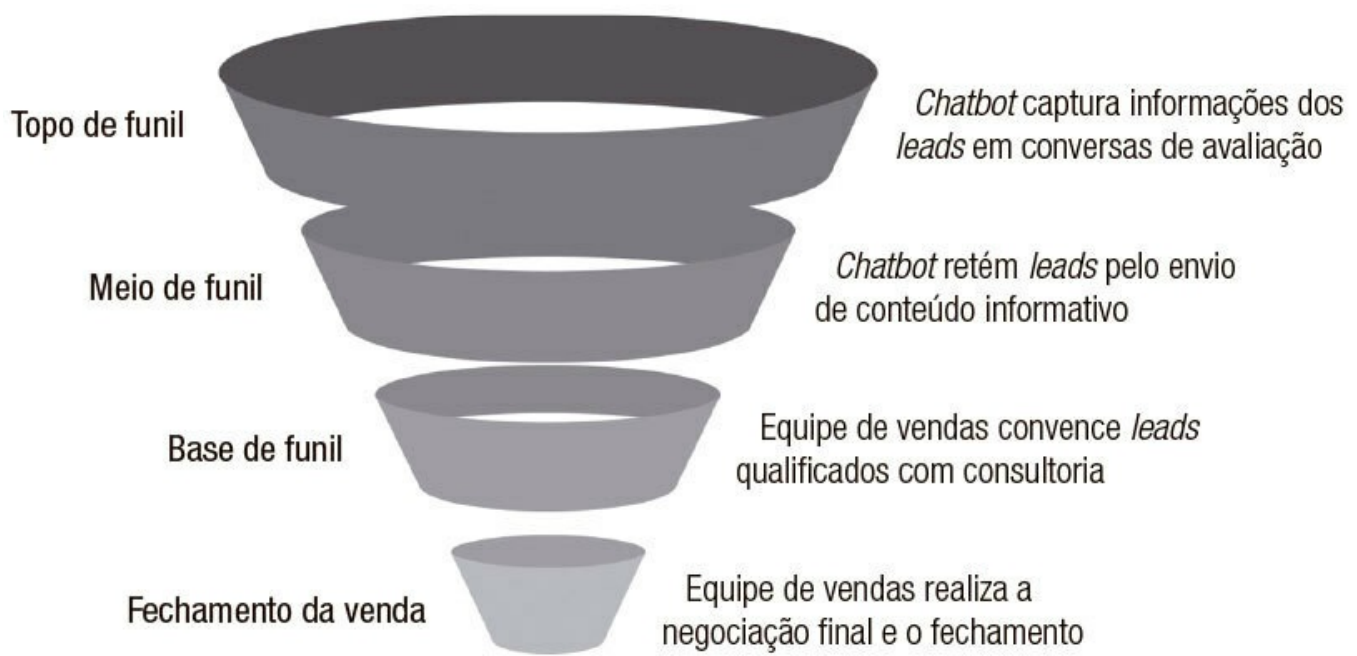 Topo de funil
Chatbot captura informações dos
leads em conversas de avaliação
Meio de funil
Chatbot retém leads pelo envio
de conteúdo informativo
Base de funil
Equipe de vendas convence leads
qualificados com consultoria
Fechamento da venda
Equipe de vendas realiza a
negociação final e o fechamento